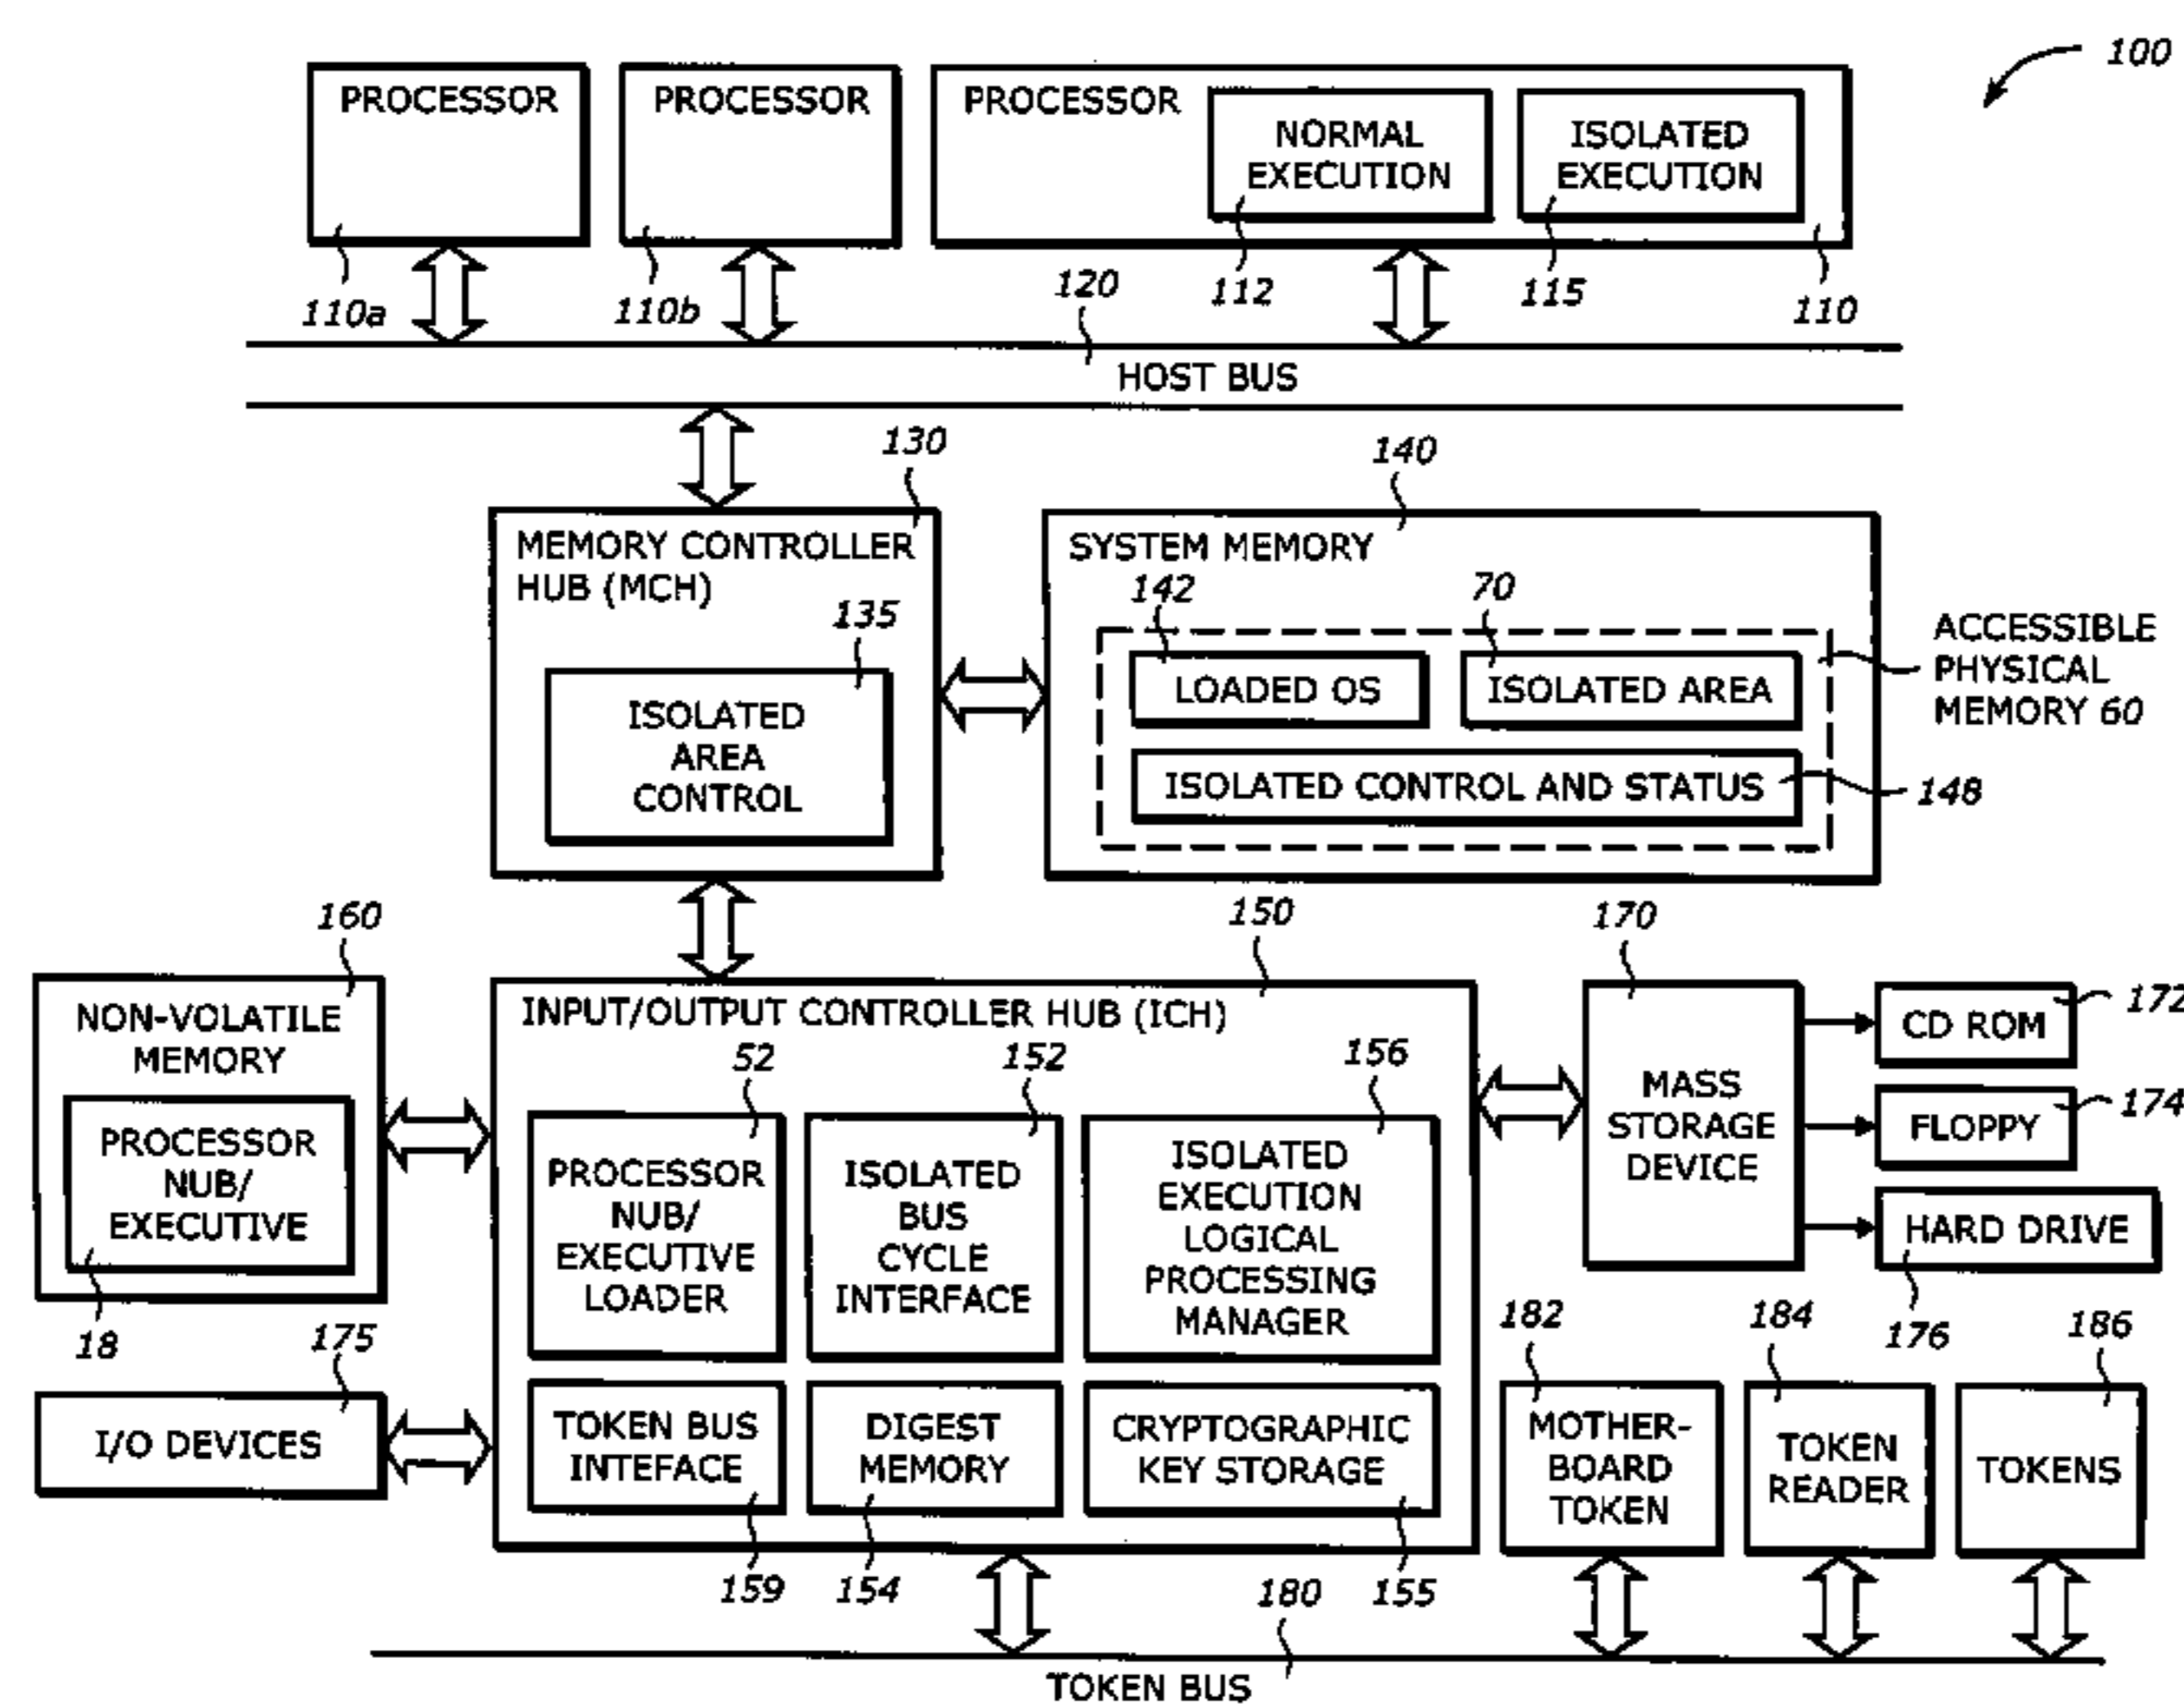 100
PROCESSOR
PROCESSOR
PROCESSOR
NORMAL
EXECUTION
ISOLATED
EXECUTION
110a
110b
120
112
115
110
HOST BUS
130
140
MEMORY CONTROLLER
HUB (MCH)
135
ISOLATED
AREA
CONTROL
SYSTEM MEMORY
142
70
LOADED OS
ISOLATED AREA
ISOLATED CONTROL AND STATUS
ACCESSIBLE
PHYSICAL
MEMORY 60
148
160
150
170
NON-VOLATILE
MEMORY
PROCESSOR
NUB/
EXECUTIVE
18
175
I/O DEVICES
INPUT/OUTPUT CONTROLLER HUB (ICH)
52
152
156
PROCESSOR
NUB/
EXECUTIVE
LOADER
ISOLATED
BUS
CYCLE
INTERFACE
ISOLATED
EXECUTION
LOGICAL
PROCESSING
MANAGER
TOKEN BUS
INTEFACE
DIGEST
MEMORY
CRYPTOGRAPHIC
KEY STORAGE
159
154
155
MASS
STORAGE
DEVICE
CD ROM
172
FLOPPY
174
HARD DRIVE
176
182
184
186
MOTHER-
BOARD
TOKEN
TOKEN
READER
TOKENS
180
TOKEN BUS